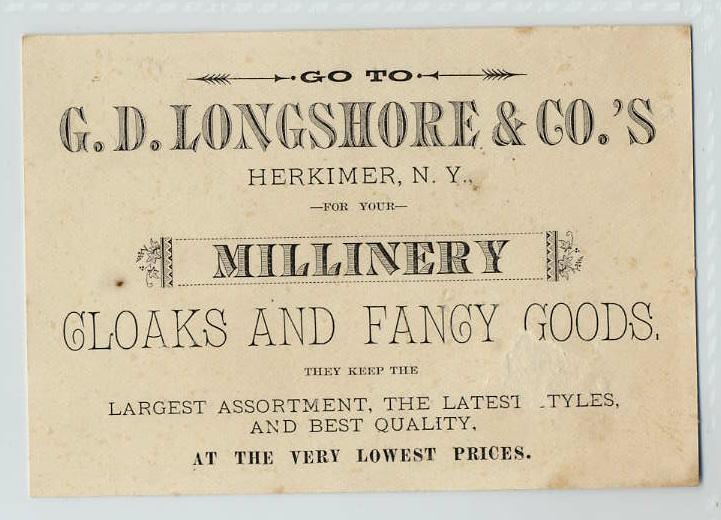 GO TO
G. D. LONGSHORE & CO.'S
HERKIMER, N. Y.,
—FOR YOUR—
MILLINERY
CLOAKS AND FANCY GOODS.
THEY KEEP THE
LARGEST ASSORTMENT, THE LATEST TYLES,
AND BEST QUALITY,
AT THE VERY LOWEST PRICES.